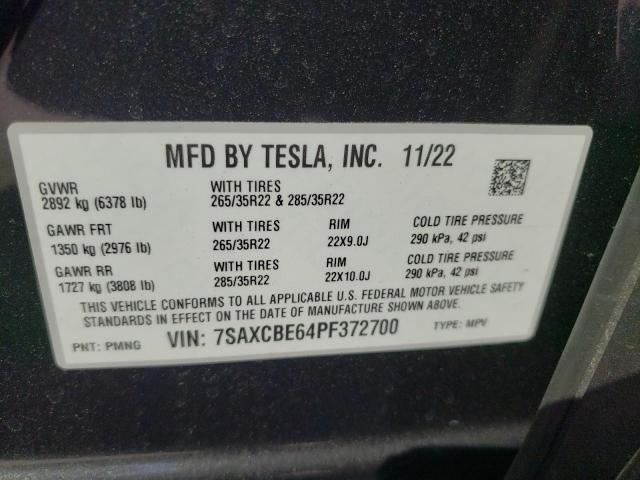 MFD BY TESLA, INC. 11/22
GVWR
2892 kg (6378 lb)
WITH TIRES
265/35R22 & 285/35R22
GAWR FRT
1350 kg (2976 lb)
WITH TIRES
265/35R22
RIM
22X9.0J
COLD TIRE PRESSURE
290 kPa, 42 psi
GAWR RR
1727 kg (3808 lb)
WITH TIRES
285/35R22
RIM
22X10.0J
COLD TIRE PRESSURE
290 kPa, 42 psi
THIS VEHICLE CONFORMS TO ALL APPLICABLE U.S. FEDERAL MOTOR VEHICLE SAFETY
STANDARDS IN EFFECT ON THE DATE OF MANUFACTURE SHOWN ABOVE.
PNT: PMNG VIN: 7SAXCBE64PF372700 TYPE: MPV